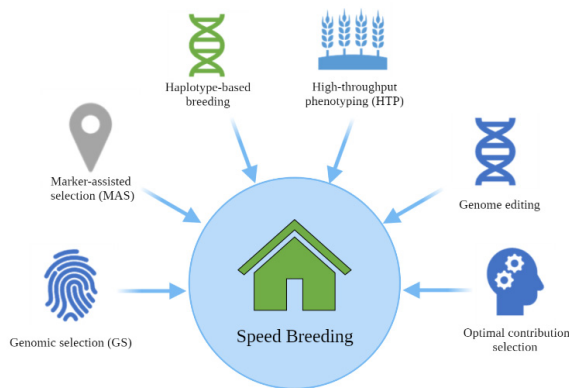 Haplotype-based
breeding
High-throughput
phenotyping (HTP)
Marker-assisted
selection (MAS)
Genome editing
Genomic selection (GS)
Optimal contribution
selection
Speed Breeding